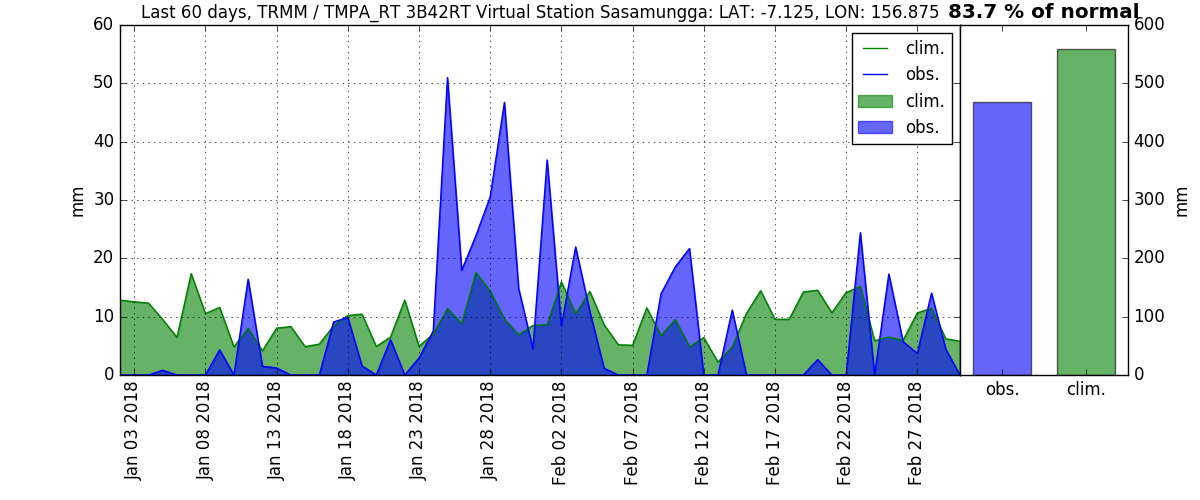 Last 60 days, TRMM / TMPA_RT 3B42RT Virtual Station Sasamungga: LAT: -7.125, LON: 156.875
83.7 % of normal
60
50
40
30
20
10
0
mm
clim.
obs.
clim.
obs.
Jan 03 2018
Jan 08 2018
Jan 13 2018
Jan 18 2018
Jan 23 2018
Jan 28 2018
Feb 02 2018
Feb 07 2018
Feb 12 2018
Feb 17 2018
Feb 22 2018
Feb 27 2018
600
500
400
300
200
100
0
mm
obs.
clim.